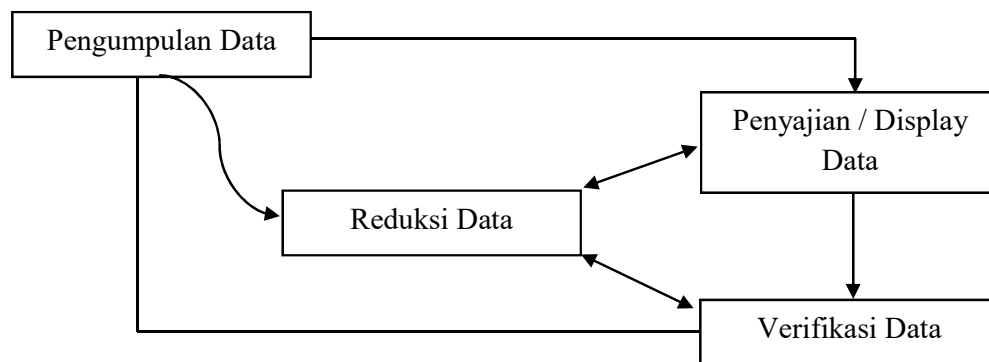 Pengumpulan Data
Penyajian / Display
Data
Reduksi Data
Verifikasi Data